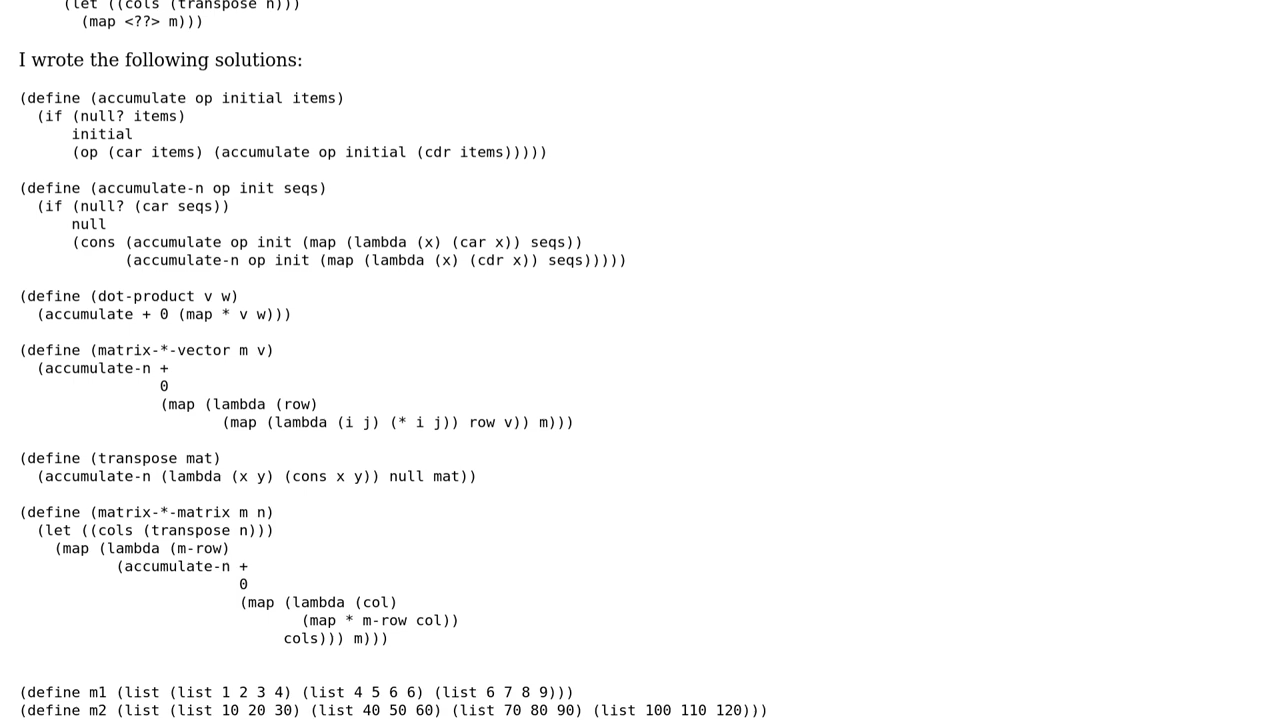 (let ((cols (transpose n)))
(map <??> m)))
I wrote the following solutions:
(define (accumulate op initial items)
(if (null? items)
initial
(op (car items) (accumulate op initial (cdr items)))))
(define (accumulate-n op init seqs)
(if (null? (car seqs))
null
(cons (accumulate op init (map (lambda (x) (car x)) seqs))
(accumulate-n op init (map (lambda (x) (cdr x)) seqs)))))
(define (dot-product v w)
(accumulate + 0 (map * v w)))
(define (matrix-*-vector m v)
(accumulate-n +
0
(map (lambda (row)
(map (lambda (i j) (* i j)) row v)) m)))
(define (transpose mat)
(accumulate-n (lambda (x y) (cons x y)) null mat))
(define (matrix-*-matrix m n)
(let ((cols (transpose n)))
(map (lambda (m-row)
(accumulate-n +
0
(map (lambda (col)
(map * m-row col))
cols))) m)))
(define m1 (list (list 1 2 3 4) (list 4 5 6 6) (list 6 7 8 9)))
(define m2 (list (list 10 20 30) (list 40 50 60) (list 70 80 90) (list 100 110 120)))